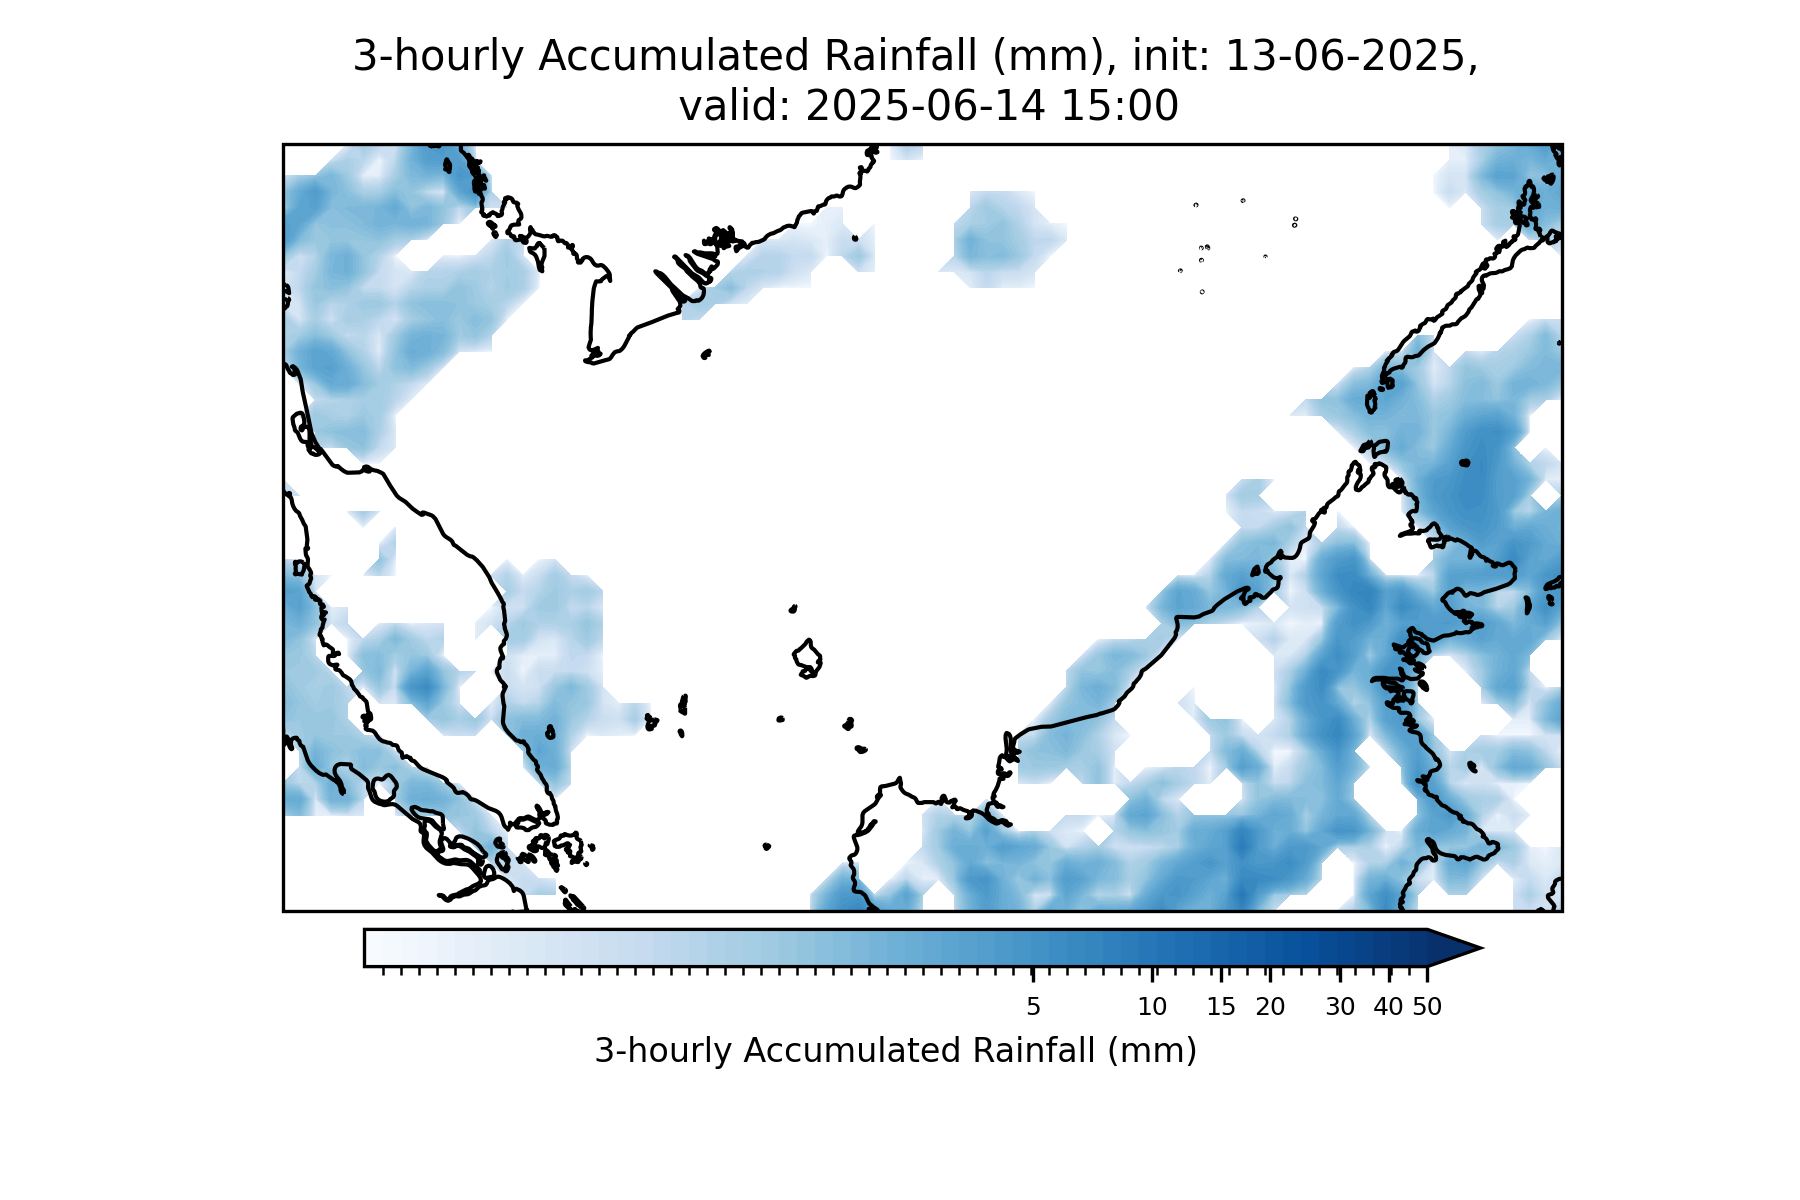 3-hourly Accumulated Rainfall (mm), init: 13-06-2025,
valid: 2025-06-14 15:00
5 10 15 20 30 40 50
3-hourly Accumulated Rainfall (mm)